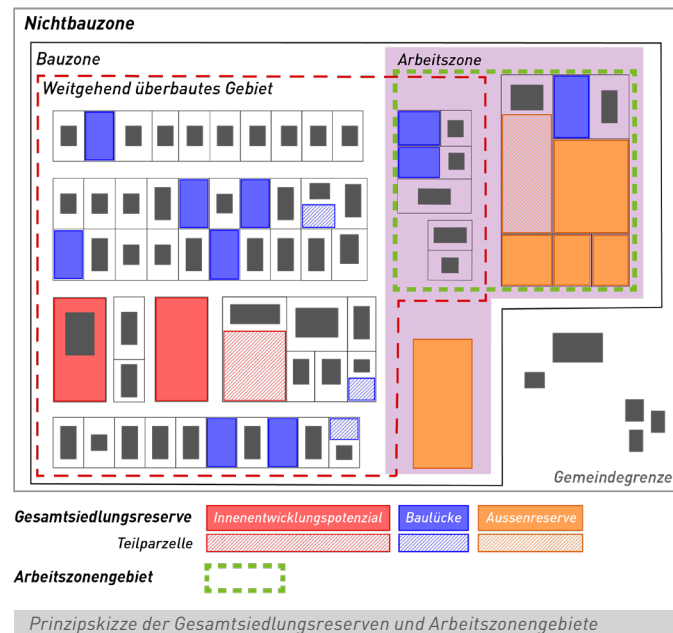 Nichtbauzone
Bauzone
Arbeitszone
Weitgehend überbautes Gebiet
Gemeindegrenze
Gesamtsiedlungsreserve
Innenentwicklungspotenzial
Baulücke
Aussenreserve
Teilparzelle
Arbeitszonengebiet
Prinzipskizze der Gesamtsiedlungsreserven und Arbeitszonengebiete